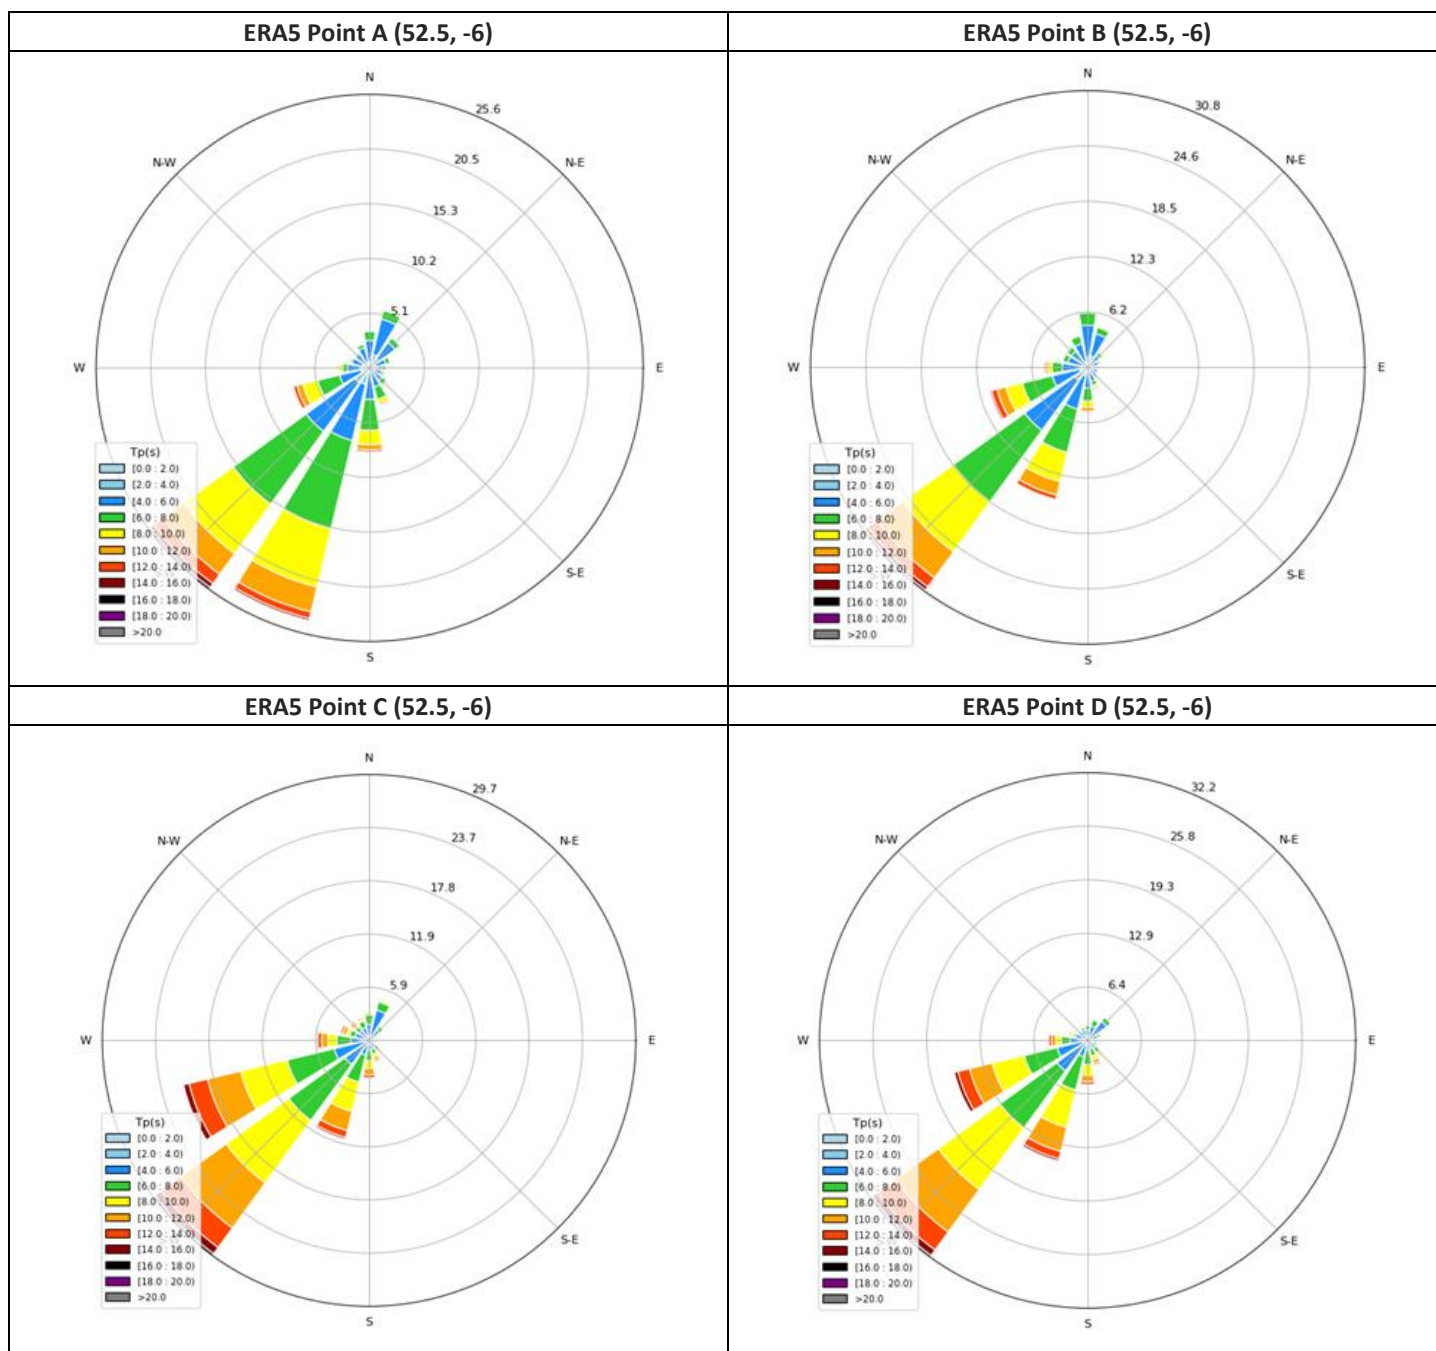 ERA5 Point A (52.5, -6)
N
25.6
N-W
20.5
N-E
15.3
10.2
5.1
W
E
Tp(s)
[0.0 : 2.0)
[2.0 : 4.0)
[4.0 : 6.0)
[6.0 : 8.0)
[8.0 : 10.0)
[10.0 : 12.0)
[12.0 : 14.0)
[14.0 : 16.0)
[16.0 : 18.0)
[18.0 : 20.0)
>20.0
S-E
S
ERA5 Point B (52.5, -6)
N
30.8
N-W
24.6
N-E
18.5
12.3
6.2
W
E
Tp(s)
[0.0 : 2.0)
[2.0 : 4.0)
[4.0 : 6.0)
[6.0 : 8.0)
[8.0 : 10.0)
[10.0 : 12.0)
[12.0 : 14.0)
[14.0 : 16.0)
[16.0 : 18.0)
[18.0 : 20.0)
>20.0
S-E
S
ERA5 Point C (52.5, -6)
N
29.7
N-W
23.7
N-E
17.8
11.9
5.9
W
E
Tp(s)
[0.0 : 2.0)
[2.0 : 4.0)
[4.0 : 6.0)
[6.0 : 8.0)
[8.0 : 10.0)
[10.0 : 12.0)
[12.0 : 14.0)
[14.0 : 16.0)
[16.0 : 18.0)
[18.0 : 20.0)
>20.0
S-E
S
ERA5 Point D (52.5, -6)
N
32.2
N-W
25.8
N-E
19.3
12.9
6.4
W
E
Tp(s)
[0.0 : 2.0)
[2.0 : 4.0)
[4.0 : 6.0)
[6.0 : 8.0)
[8.0 : 10.0)
[10.0 : 12.0)
[12.0 : 14.0)
[14.0 : 16.0)
[16.0 : 18.0)
[18.0 : 20.0)
>20.0
S-E
S